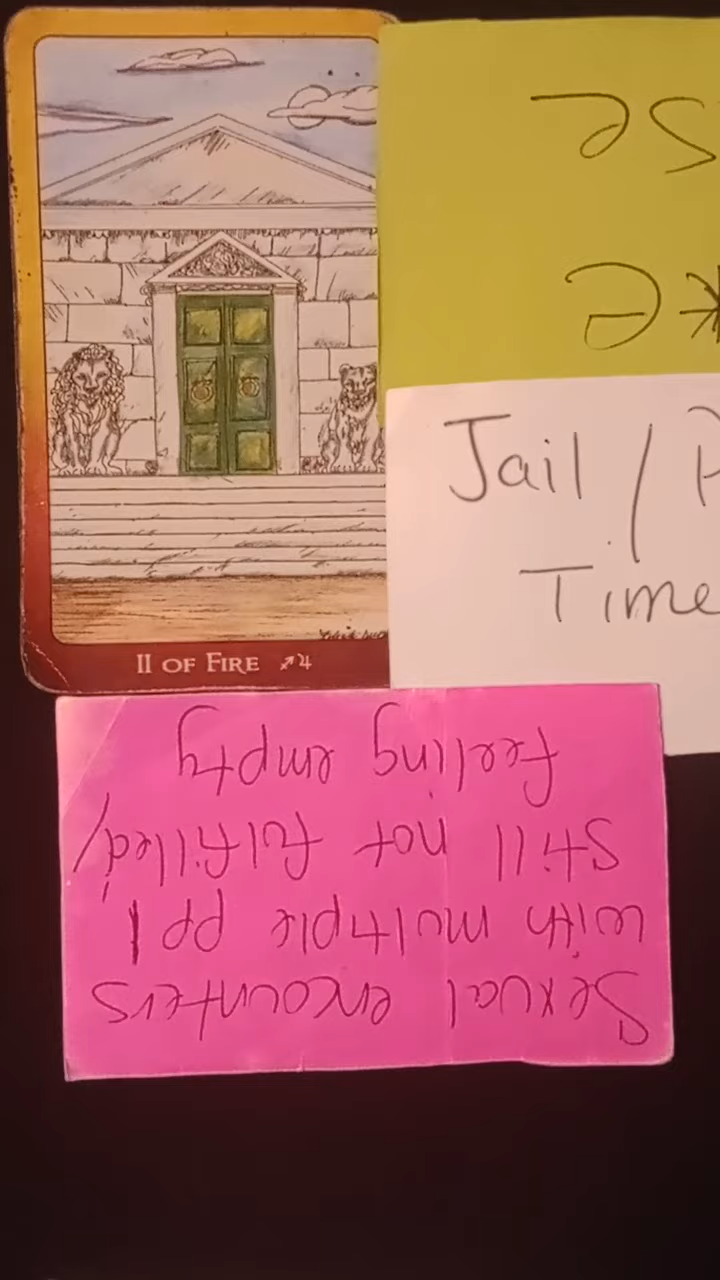 II OF FIRE ♐♃
Jail /
Time
Sexual encounters
with multiple ppl
still not fulfilled,
feeling empty